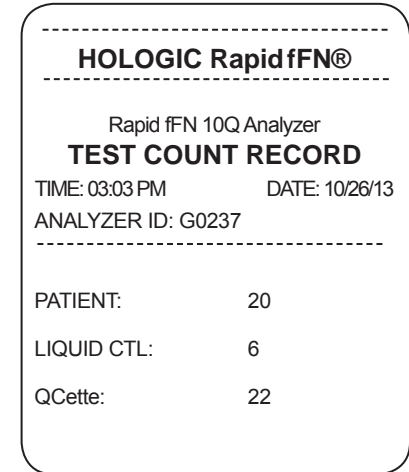 HOLOGIC Rapid fFN®
Rapid fFN 10Q Analyzer
TEST COUNT RECORD
TIME: 03:03 PM DATE: 10/26/13
ANALYZER ID: G0237
PATIENT: 20
LIQUID CTL: 6
QCette: 22